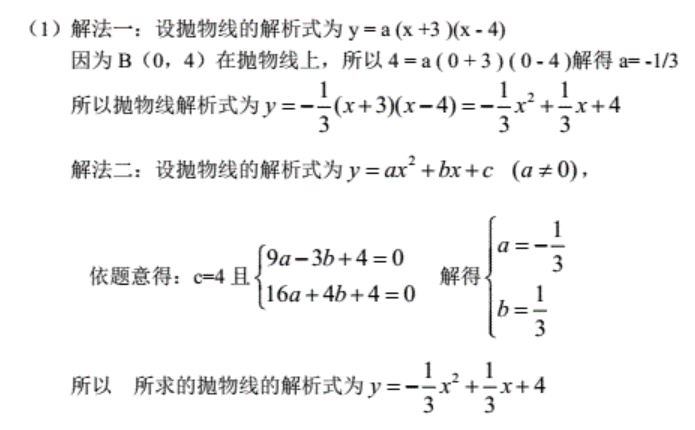 （1）解法一：设抛物线的解析式为 y = a (x +3 )(x - 4)
因为 B（0，4）在抛物线上，所以 4 = a ( 0 + 3 ) ( 0 - 4 )解得 a= -1/3
所以抛物线解析式为 y = −1/3(x+3)(x−4) = −1/3x² + 1/3x + 4
解法二：设抛物线的解析式为 y = ax² + bx + c （a ≠ 0），
依题意得：c=4 且 { 9a − 3b + 4 = 0
16a + 4b + 4 = 0
解得 { a = −1/3
b = 1/3
所以 所求的抛物线的解析式为 y = −1/3x² + 1/3x + 4